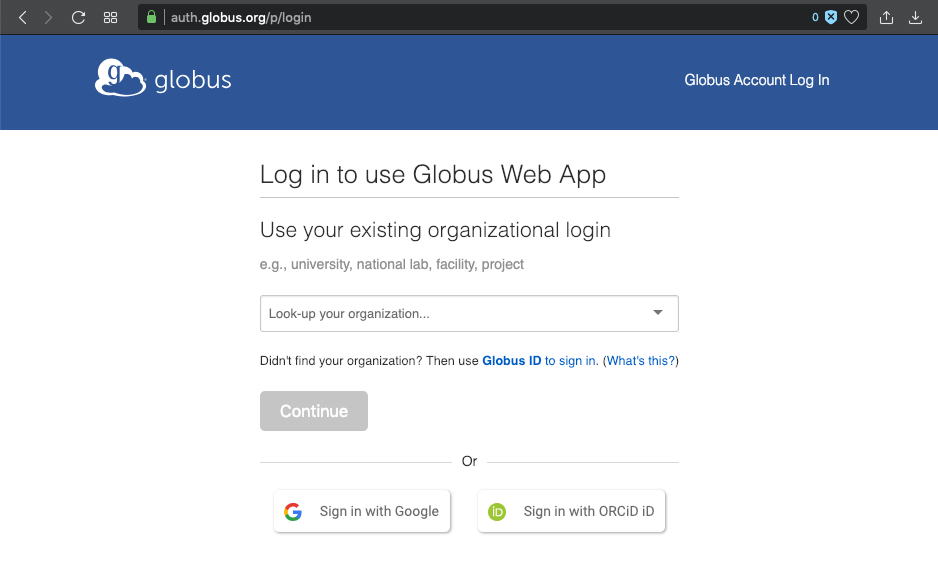 auth.globus.org/p/login
0
g globus
Globus Account Log In
Log in to use Globus Web App
Use your existing organizational login
e.g., university, national lab, facility, project
Look-up your organization...
Didn't find your organization? Then use Globus ID to sign in. (What's this?)
Continue
Or
G Sign in with Google
iD Sign in with ORCiD iD